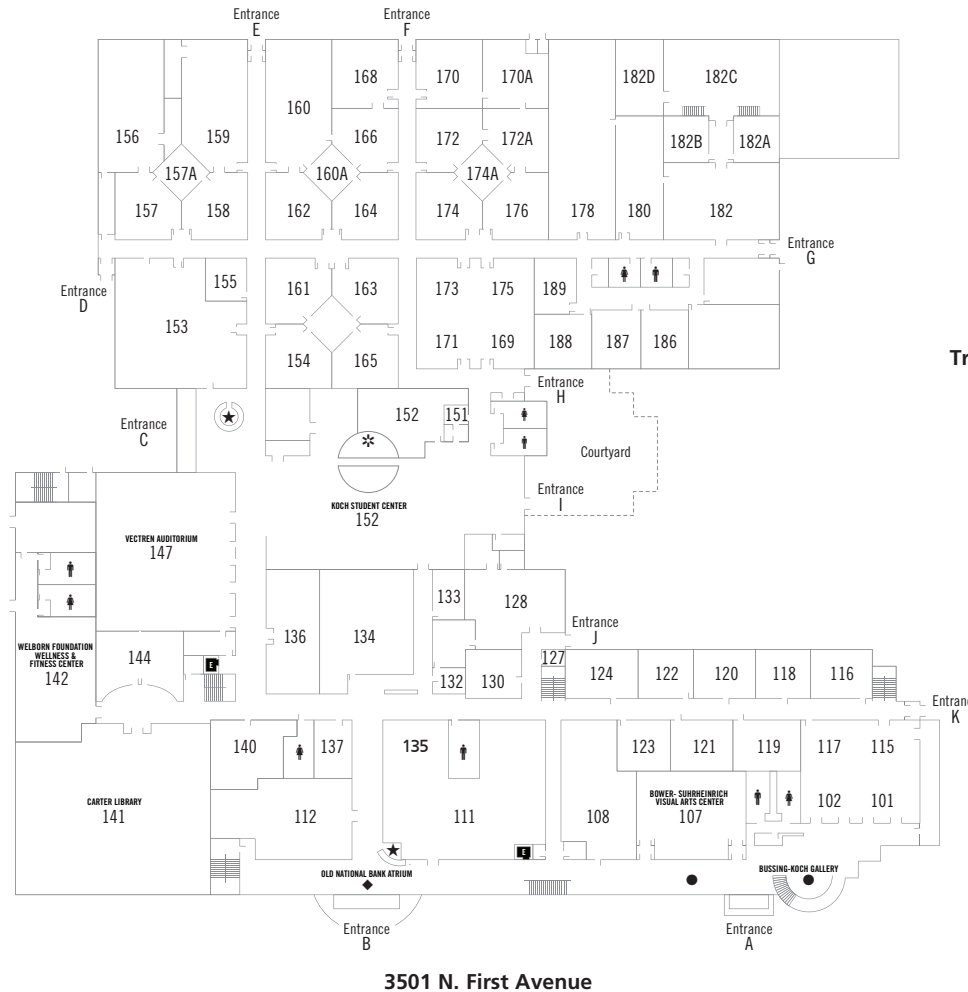 Entrance
E
Entrance
F
168
170
170A
182D
182C
160
156
159
166
172
172A
182B
182A
157A
160A
174A
157
158
162
164
174
176
178
180
182
Entrance
G
155
161
163
173
175
189
Entrance
D
153
154
165
171
169
188
187
186
Tr
Entrance
H
152
151
Entrance
C
Courtyard
Entrance
I
KOCH STUDENT CENTER
152
VECTREN AUDITORIUM
147
133
128
136
134
Entrance
J
WELBORN FOUNDATION
WELLNESS &
FITNESS CENTER
142
144
E
127
132
130
124
122
120
118
116
Entrance
K
140
137
135
123
121
119
117
115
CARTER LIBRARY
141
112
111
108
BOWER- SUHRHEINRICH
VISUAL ARTS CENTER
107
102
101
E
OLD NATIONAL BANK ATRIUM
BUSSING-KOCH GALLERY
Entrance
B
Entrance
A
3501 N. First Avenue